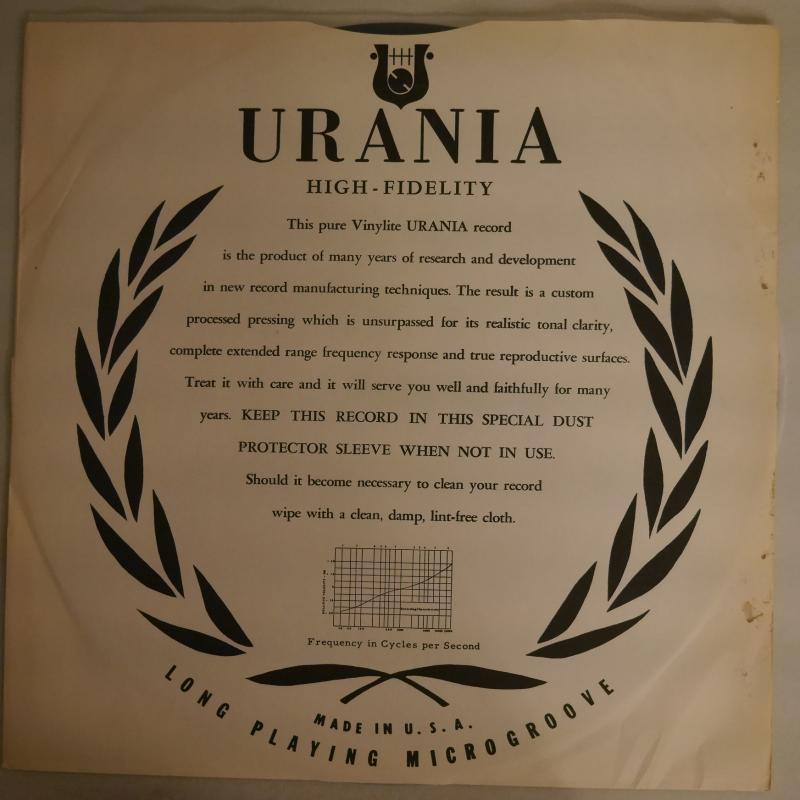 URANIA
HIGH-FIDELITY
This pure Vinylite URANIA record
is the product of many years of research and development
in new record manufacturing techniques. The result is a custom
processed pressing which is unsurpassed for its realistic tonal clarity,
complete extended range frequency response and true reproductive surfaces.
Treat it with care and it will serve you well and faithfully for many
years. KEEP THIS RECORD IN THIS SPECIAL DUST
PROTECTOR SLEEVE WHEN NOT IN USE.
Should it become necessary to clean your record
wipe with a clean, damp, lint-free cloth.
Frequency in Cycles per Second
MADE IN U.S.A.
LONG PLAYING MICROGROOVE